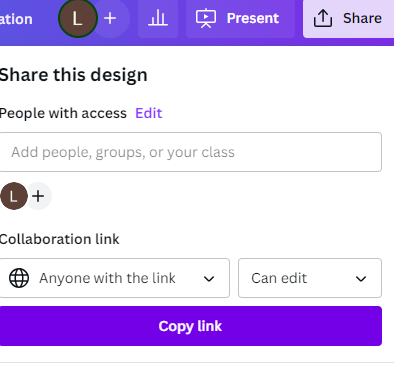 ation L + Present Share
Share this design
People with access Edit
Add people, groups, or your class
L +
Collaboration link
Anyone with the link Can edit
Copy link